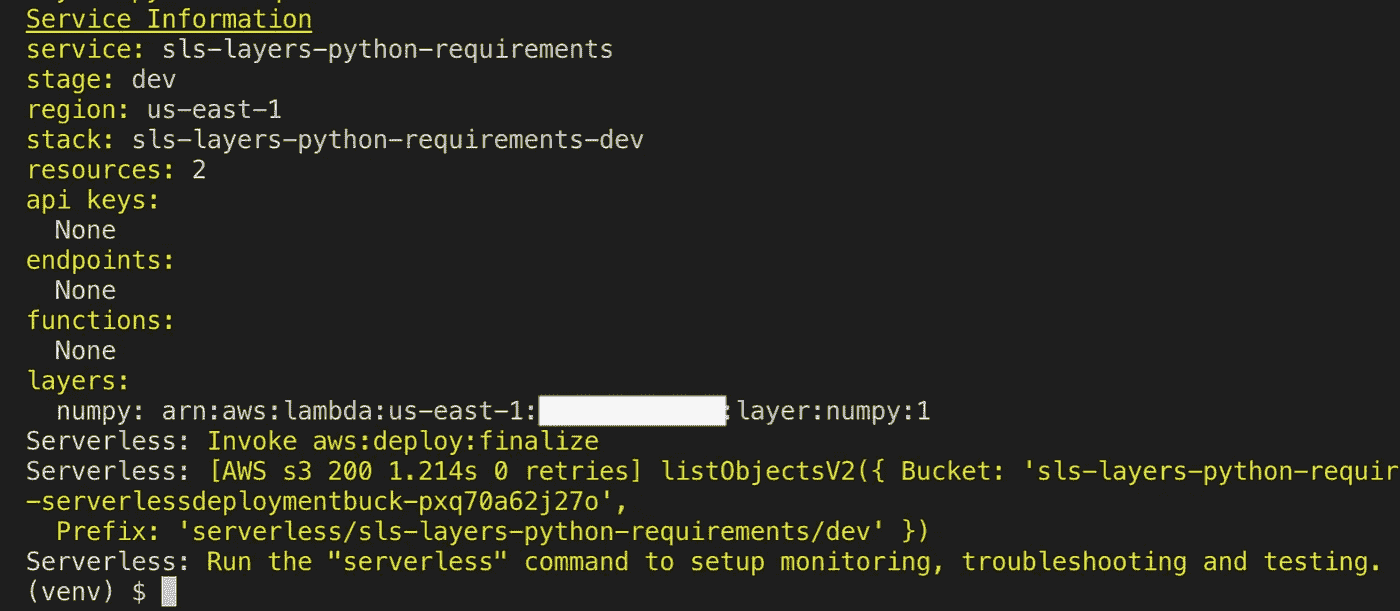 Service Information
service: sls-layers-python-requirements
stage: dev
region: us-east-1
stack: sls-layers-python-requirements-dev
resources: 2
api keys:
  None
endpoints:
  None
functions:
  None
layers:
  numpy: arn:aws:lambda:us-east-1: :layer:numpy:1
Serverless: Invoke aws:deploy:finalize
Serverless: [AWS s3 200 1.214s 0 retries] listObjectsV2({ Bucket: 'sls-layers-python-requir
-serverlessdeploymentbuck-pxq70a62j27o',
  Prefix: 'serverless/sls-layers-python-requirements/dev' })
Serverless: Run the "serverless" command to setup monitoring, troubleshooting and testing.
(venv) $